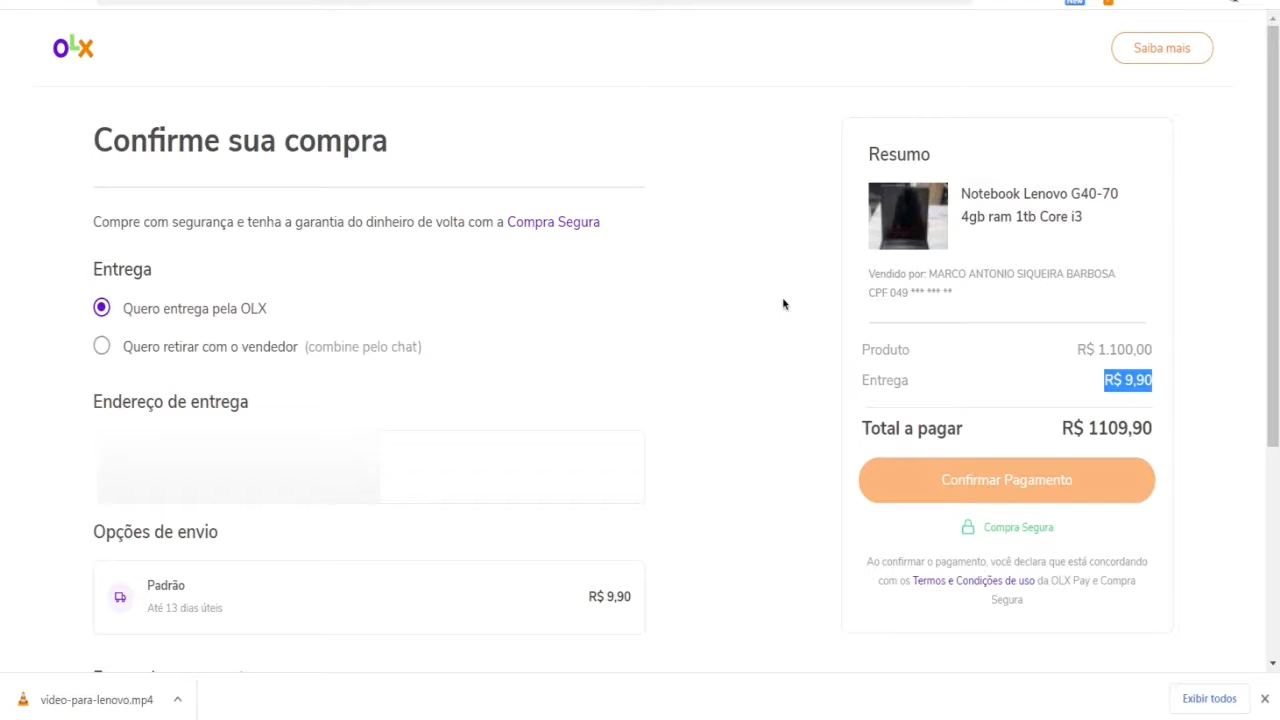 New
OLX
Saiba mais
Confirme sua compra
Compre com segurança e tenha a garantia do dinheiro de volta com a Compra Segura
Entrega
Quero entrega pela OLX
Quero retirar com o vendedor (combine pelo chat)
Endereço de entrega
Opções de envio
Padrão
Até 13 dias úteis
R$ 9,90
Resumo
Notebook Lenovo G40-70
4gb ram 1tb Core i3
Vendido por: MARCO ANTONIO SIQUEIRA BARBOSA
CPF 049 *** *** **
Produto R$ 1.100,00
Entrega R$ 9,90
Total a pagar R$ 1109,90
Confirmar Pagamento
Compra Segura
Ao confirmar o pagamento, você declara que está concordando
com os Termos e Condições de uso da OLX Pay e Compra
Segura
vídeo-para-lenovo.mp4
Exibir todos